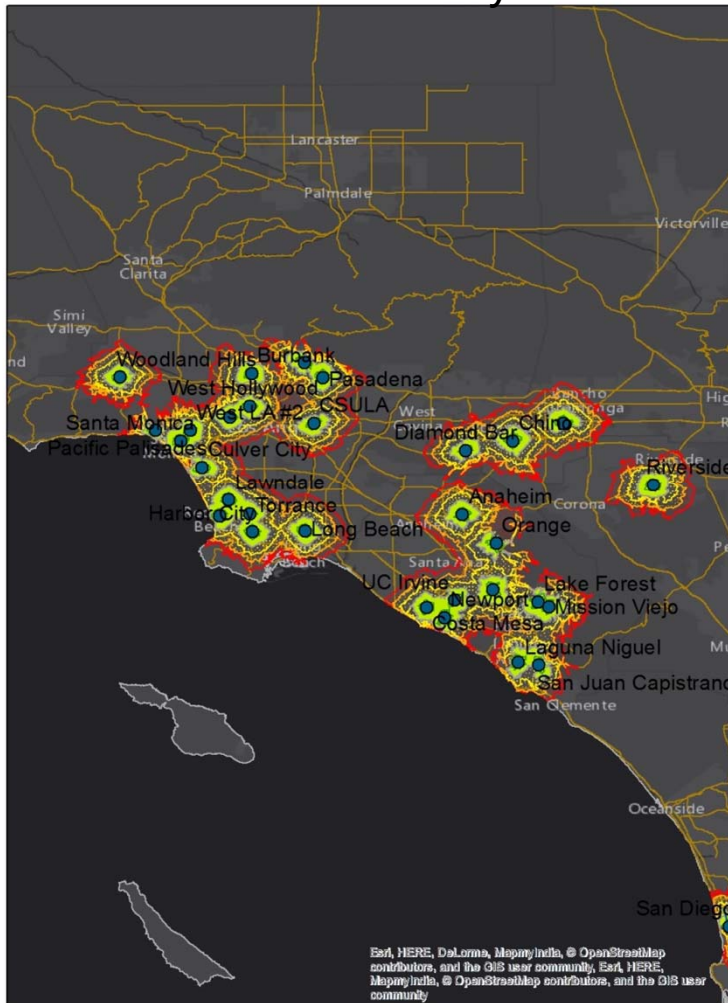 Lancaster
Palmdale
Victorville
Santa
Clarita
Simi
Valley
Woodland Hills
Burbank
Pasadena
West Hollywood
CSULA
West LA #2
Santa Monica
West
Diamond Bar
Chino
Pacific Palisades
Culver City
Riverside
Lawndale
Anaheim
Corona
Harbor City
Torrance
Long Beach
Orange
Santa Ana
UC Irvine
Lake Forest
Newport
Mission Viejo
Costa Mesa
Laguna Niguel
San Juan Capistrano
San Clemente
Oceanside
San Diego
Esri, HERE, DeLorme, MapmyIndia, © OpenStreetMap
contributors, and the GIS user community, Esri, HERE,
MapmyIndia, © OpenStreetMap contributors, and the GIS user
community